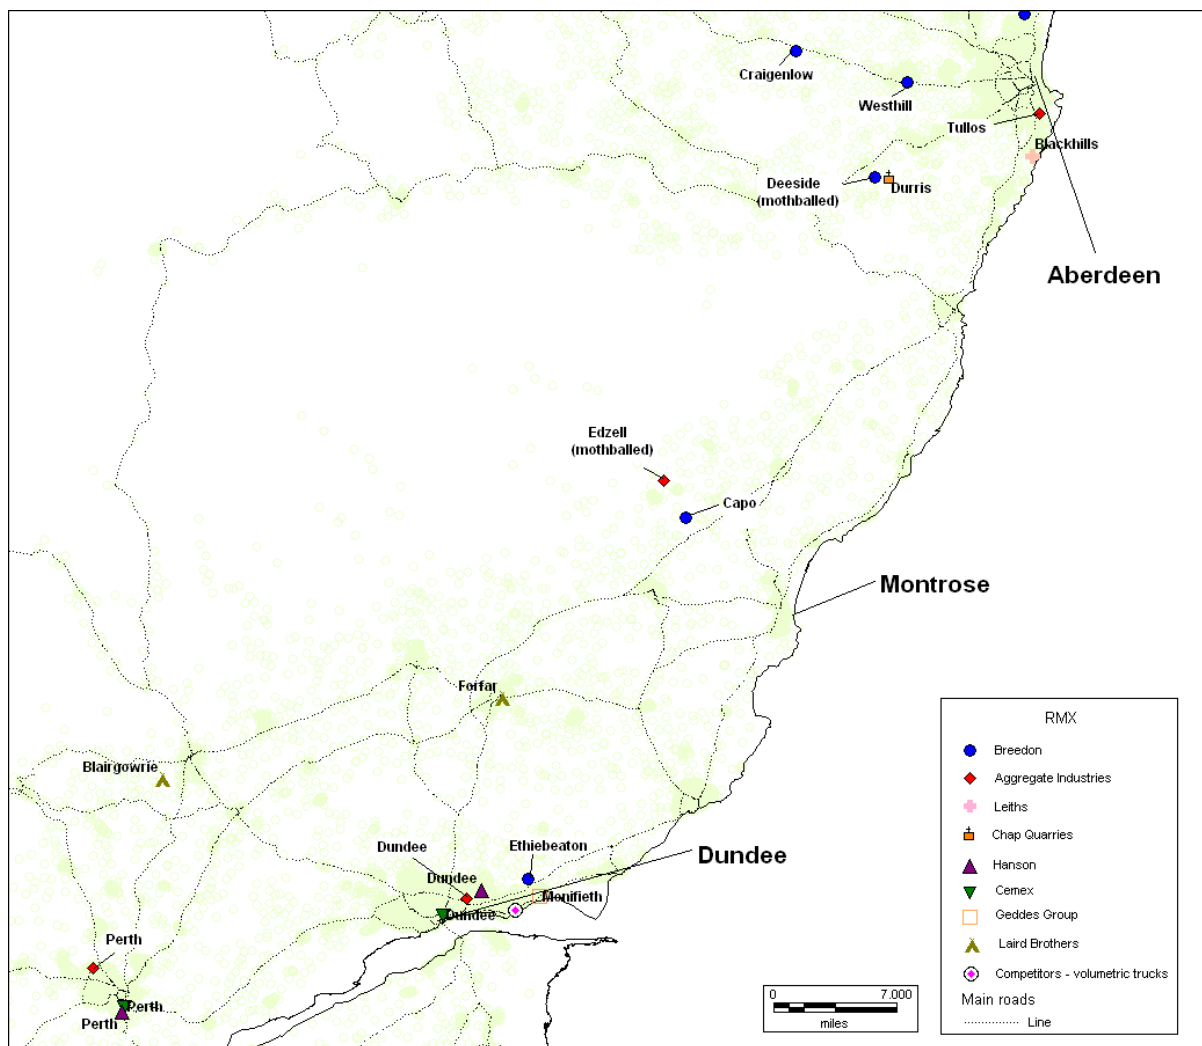 Craigenlow
Westhill
Tullos
Blackhills
Deeside
(mothballed)
Durris
Aberdeen
Edzell
(mothballed)
Capo
Montrose
Forfar
Blairgowrie
Dundee
Ethiebeaton
Dundee
Dundee
Monifieth
Dundee
Perth
Perth
Perth
0 7.000
miles
RMX
Breedon
Aggregate Industries
Leiths
Chap Quarries
Hanson
Cemex
Geddes Group
Laird Brothers
Competitors - volumetric trucks
Main roads
Line